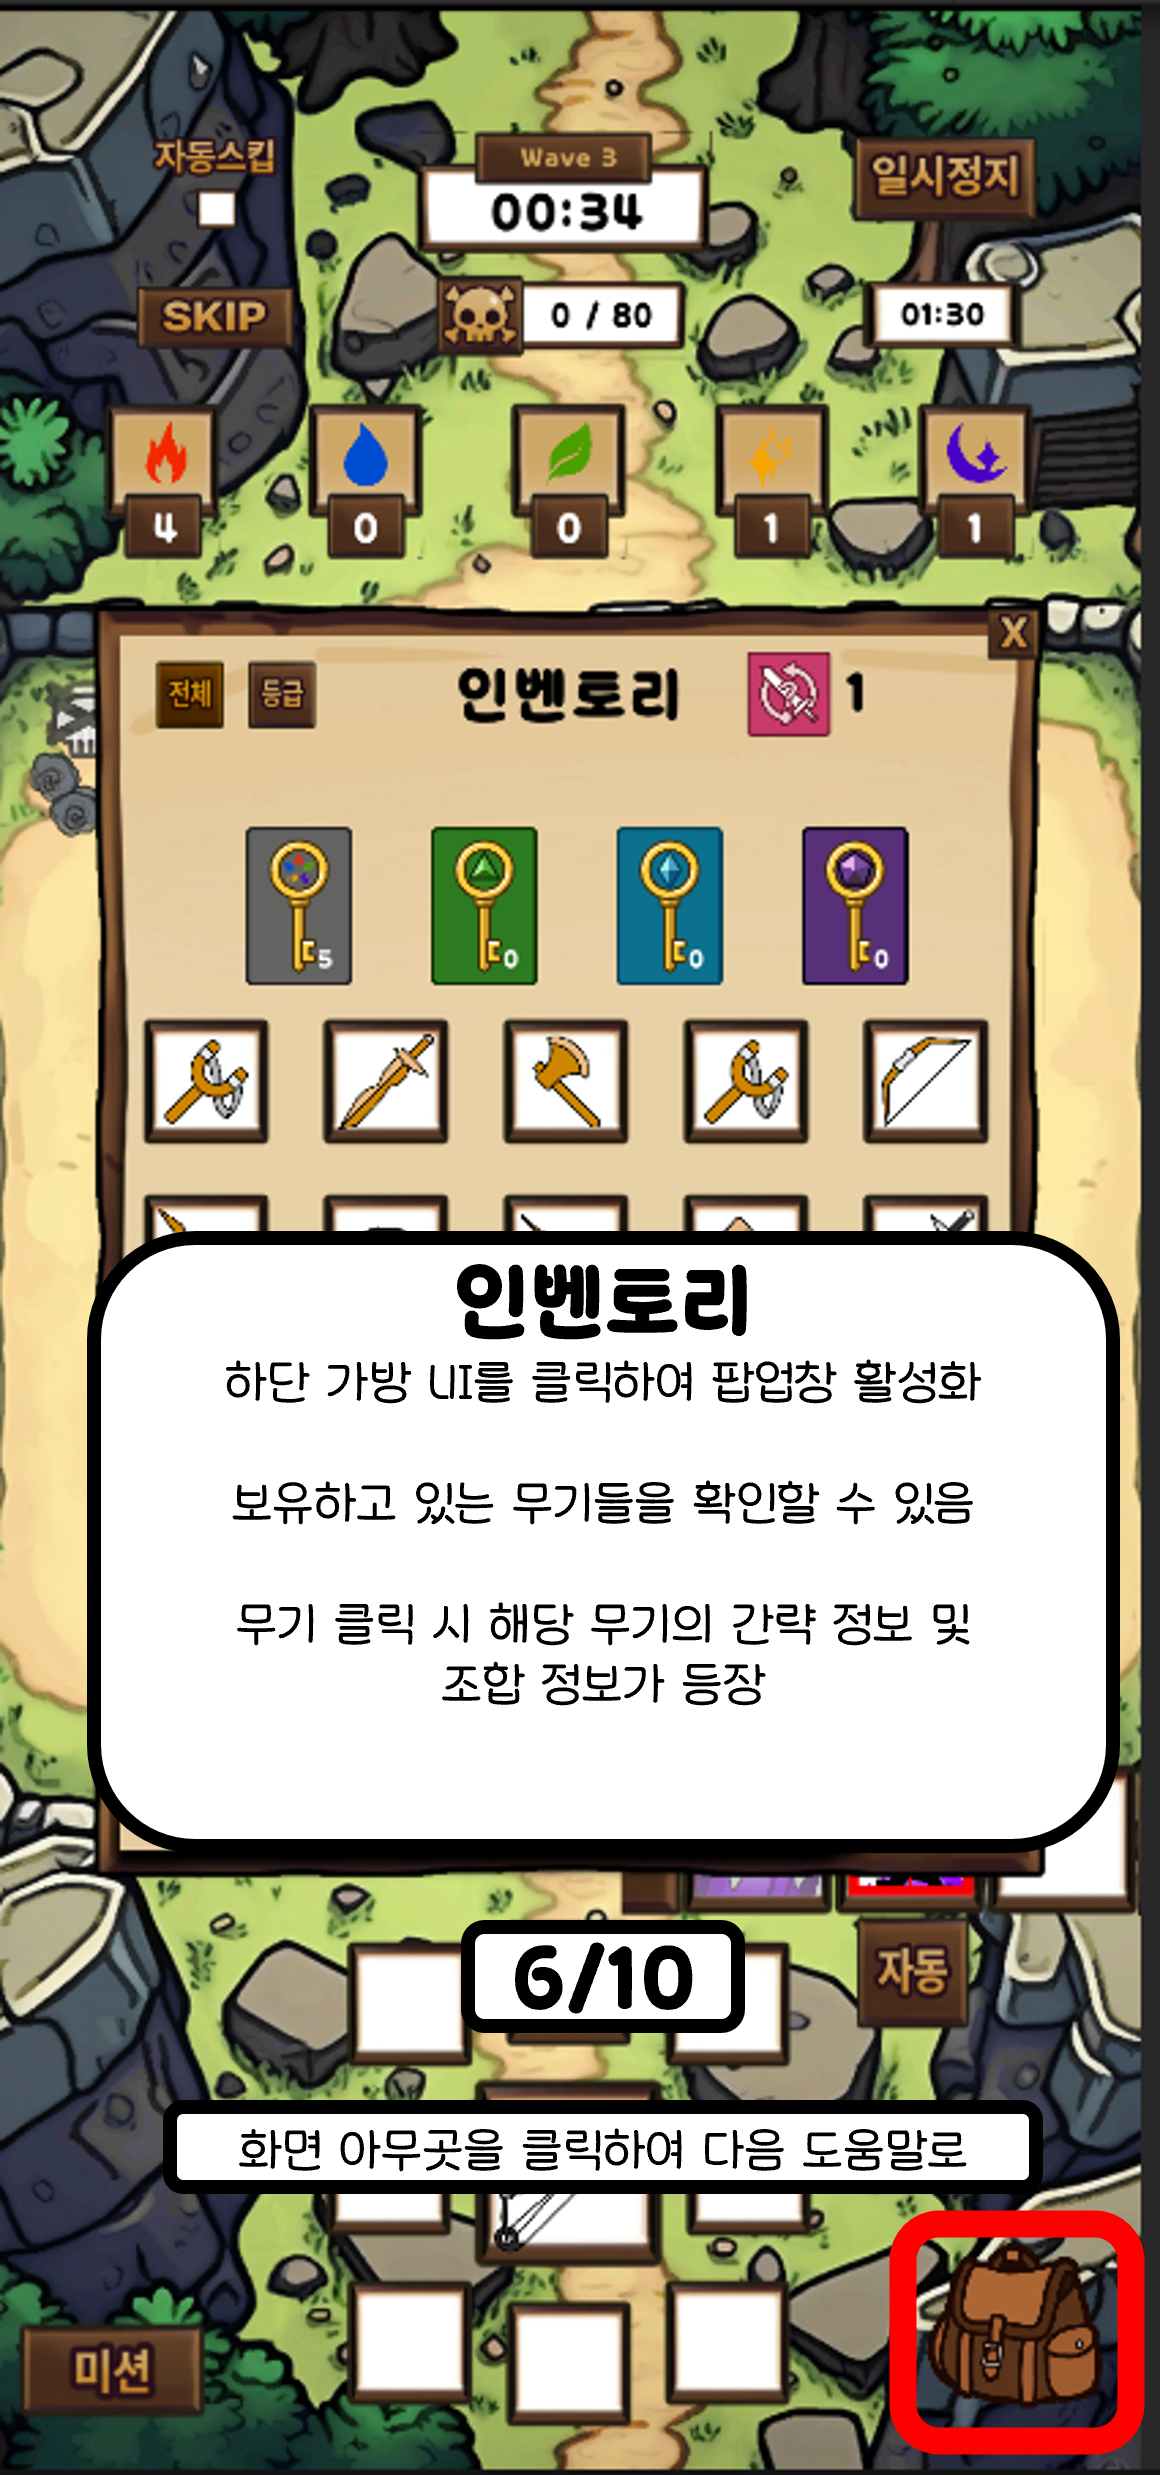 자동스킵
Wave 3
00:34
일시정지
SKIP
0 / 80
01:30
4
0
0
1
1
X
전체
등급
인벤토리
1
5
0
0
0
인벤토리
하단 가방 UI를 클릭하여 팝업창 활성화
보유하고 있는 무기들을 확인할 수 있음
무기 클릭 시 해당 무기의 간략 정보 및
조합 정보가 등장
6/10
자동
화면 아무곳을 클릭하여 다음 도움말로
미션